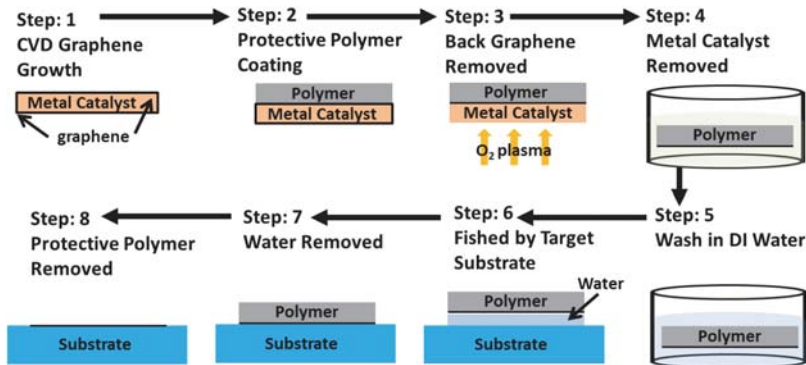 Step: 1
CVD Graphene
Growth
Metal Catalyst
graphene
Step: 2
Protective Polymer
Coating
Polymer
Metal Catalyst
Step: 3
Back Graphene
Removed
Polymer
Metal Catalyst
O₂ plasma
Step: 4
Metal Catalyst
Removed
Polymer
Step: 5
Wash in DI Water
Polymer
Step: 6
Fished by Target
Substrate
Water
Polymer
Substrate
Step: 7
Water Removed
Polymer
Substrate
Step: 8
Protective Polymer
Removed
Substrate